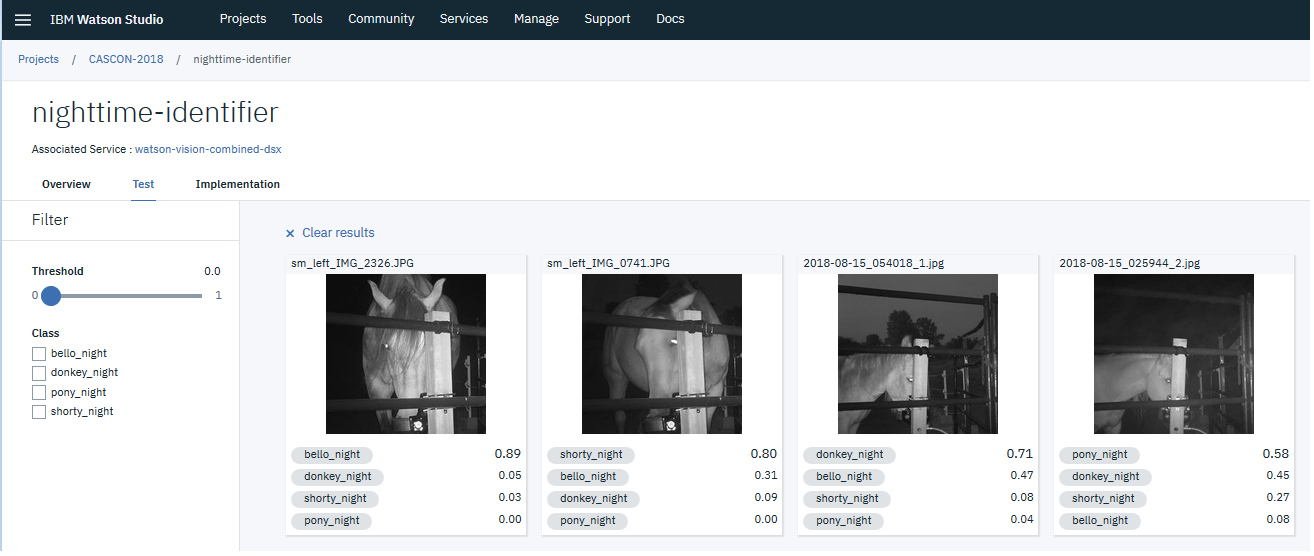 IBM Watson Studio Projects Tools Community Services Manage Support Docs
Projects / CASCON-2018 / nighttime-identifier
nighttime-identifier
Associated Service : watson-vision-combined-dsx
Overview Test Implementation
Filter
Threshold 0.0
0 1
Class
bello_night
donkey_night
pony_night
shorty_night
× Clear results
sm_left_IMG_2326.JPG
bello_night 0.89
donkey_night 0.05
shorty_night 0.03
pony_night 0.00
sm_left_IMG_0741.JPG
shorty_night 0.80
bello_night 0.31
donkey_night 0.09
pony_night 0.00
2018-08-15_054018_1.jpg
donkey_night 0.71
bello_night 0.47
shorty_night 0.08
pony_night 0.04
2018-08-15_025944_2.jpg
pony_night 0.58
donkey_night 0.45
shorty_night 0.27
bello_night 0.08